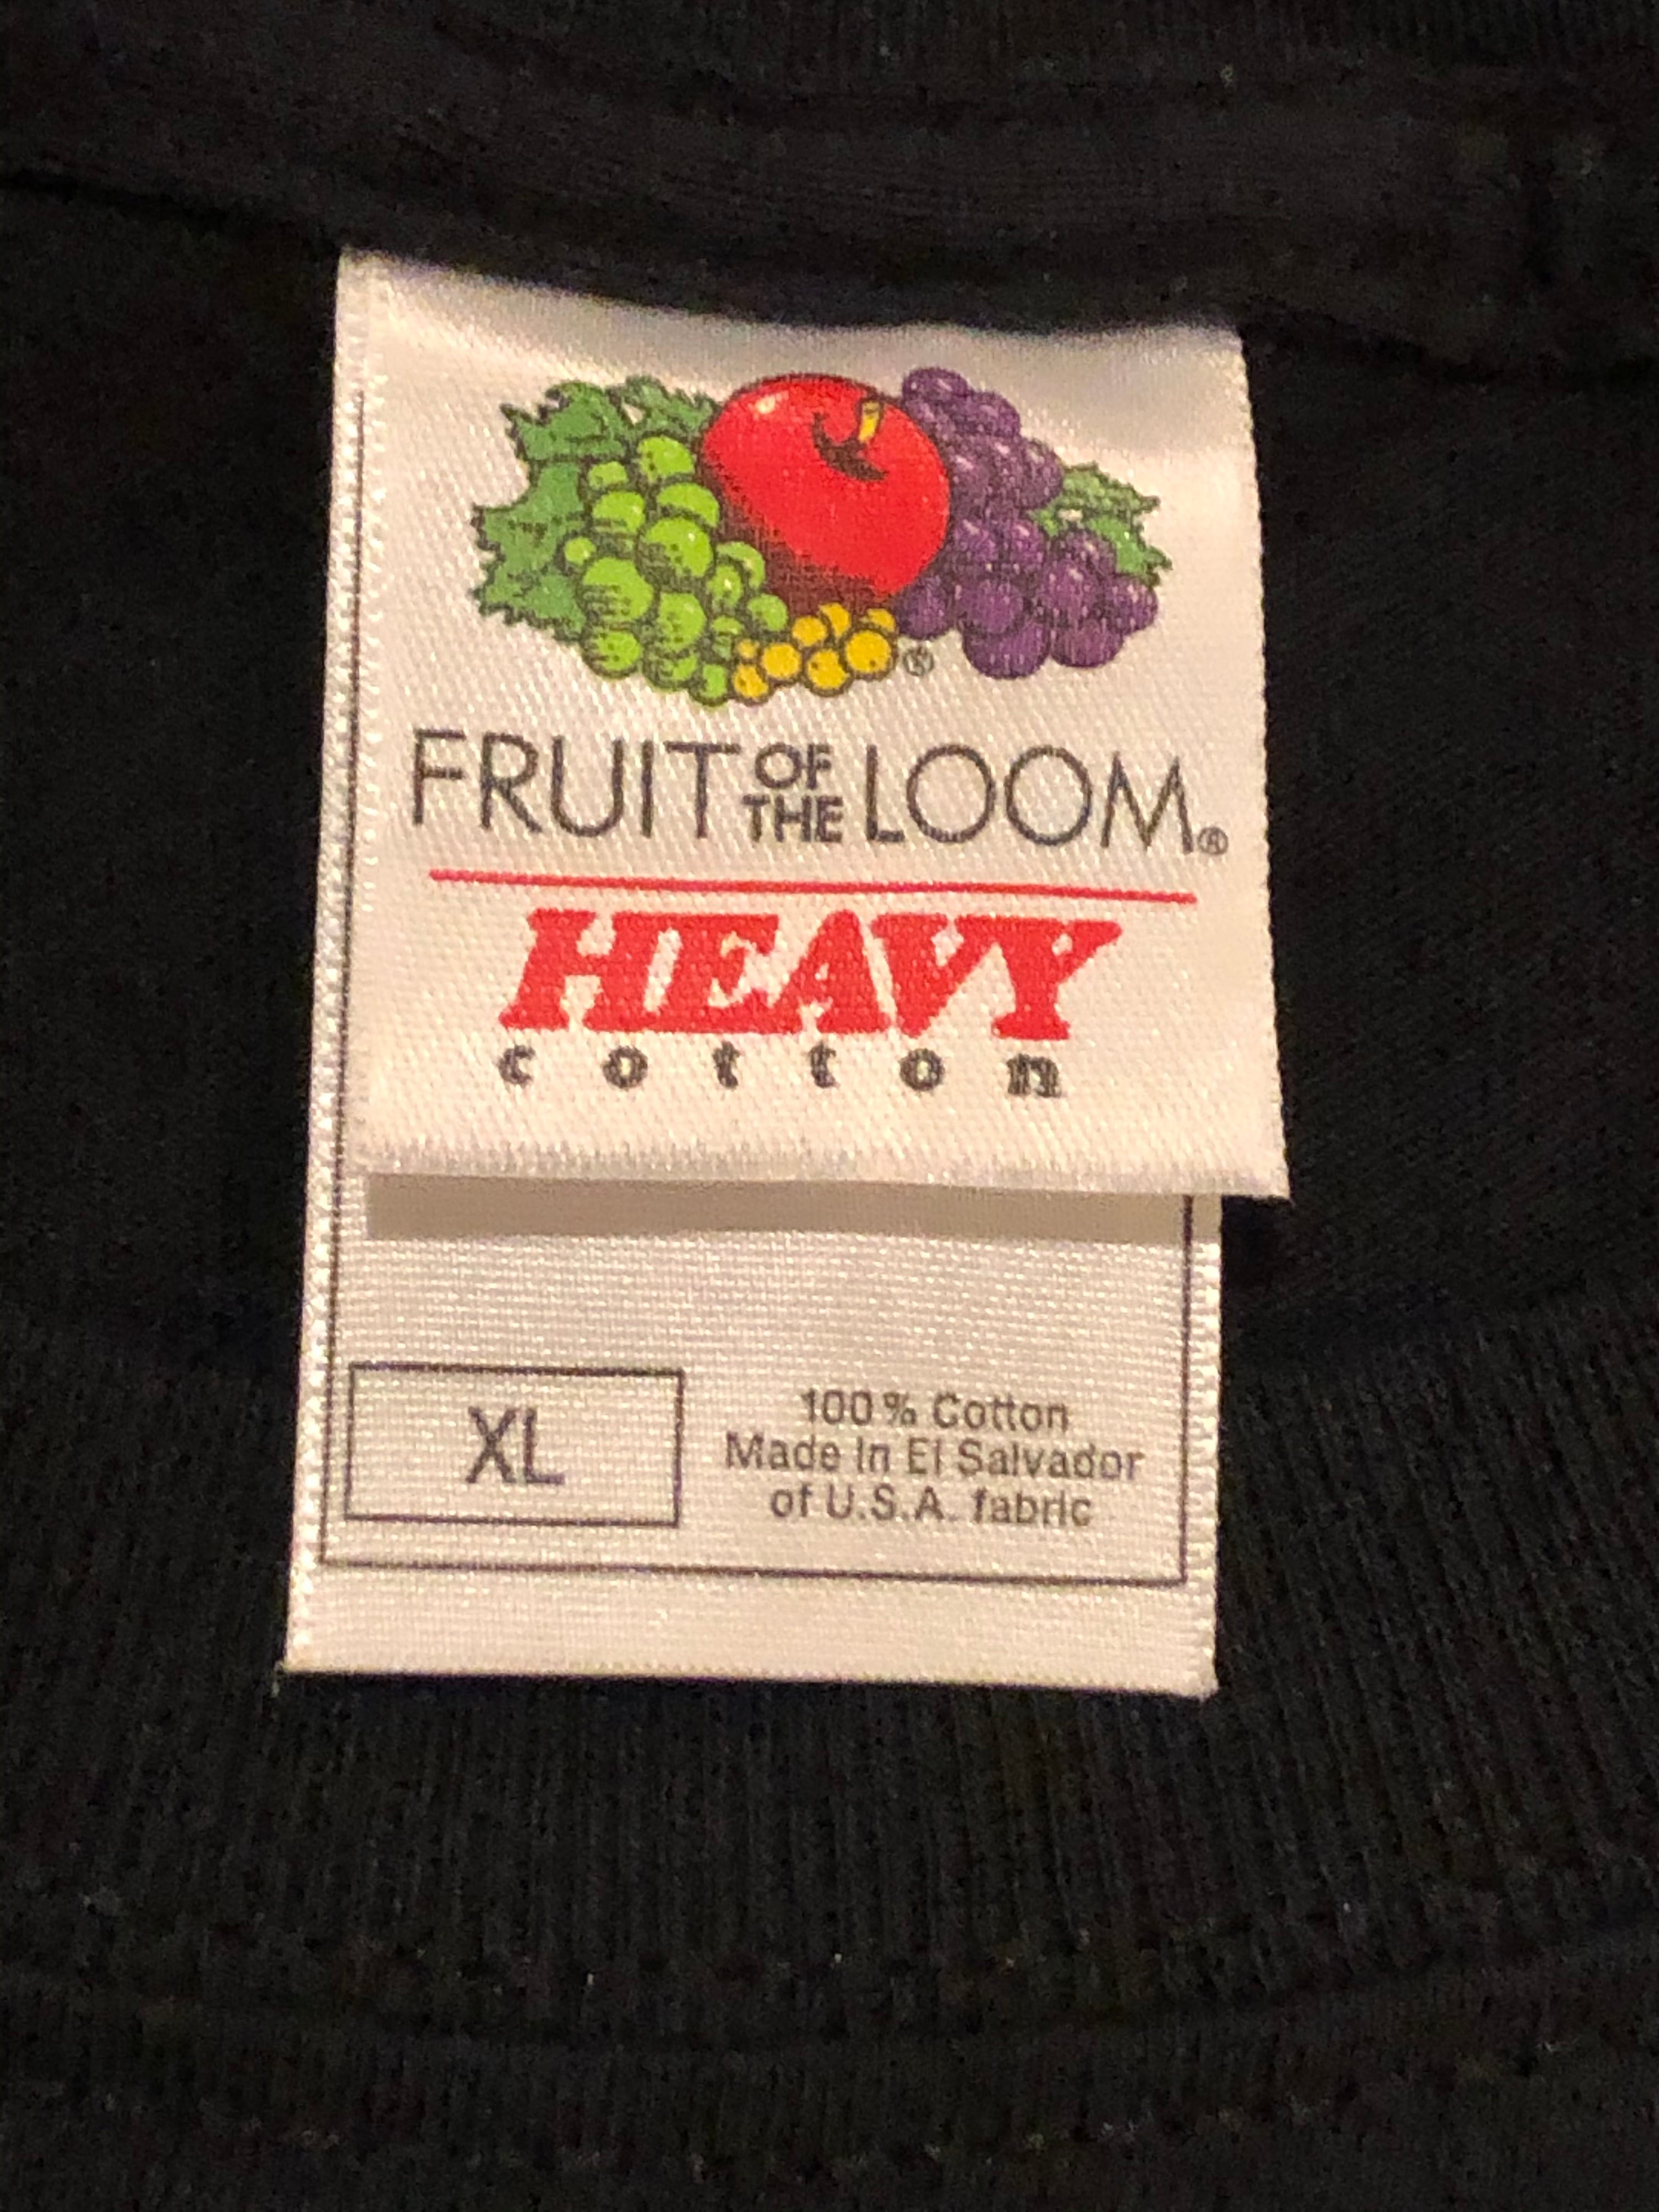 FRUIT OF THE LOOM®
HEAVY
cotton
XL
100% Cotton
Made in El Salvador
of U.S.A. fabric